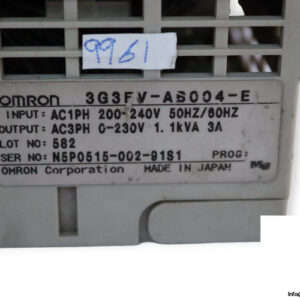 9961
OMRON 3G3EV-AB004-E
INPUT: AC1PH 200-240V 50HZ/60HZ
OUTPUT: AC3PH 0-230V 1.1kVA 3A
LOT NO: 582
SER NO: N5P0515-002-91S1 PROG:
OMRON Corporation MADE IN JAPAN